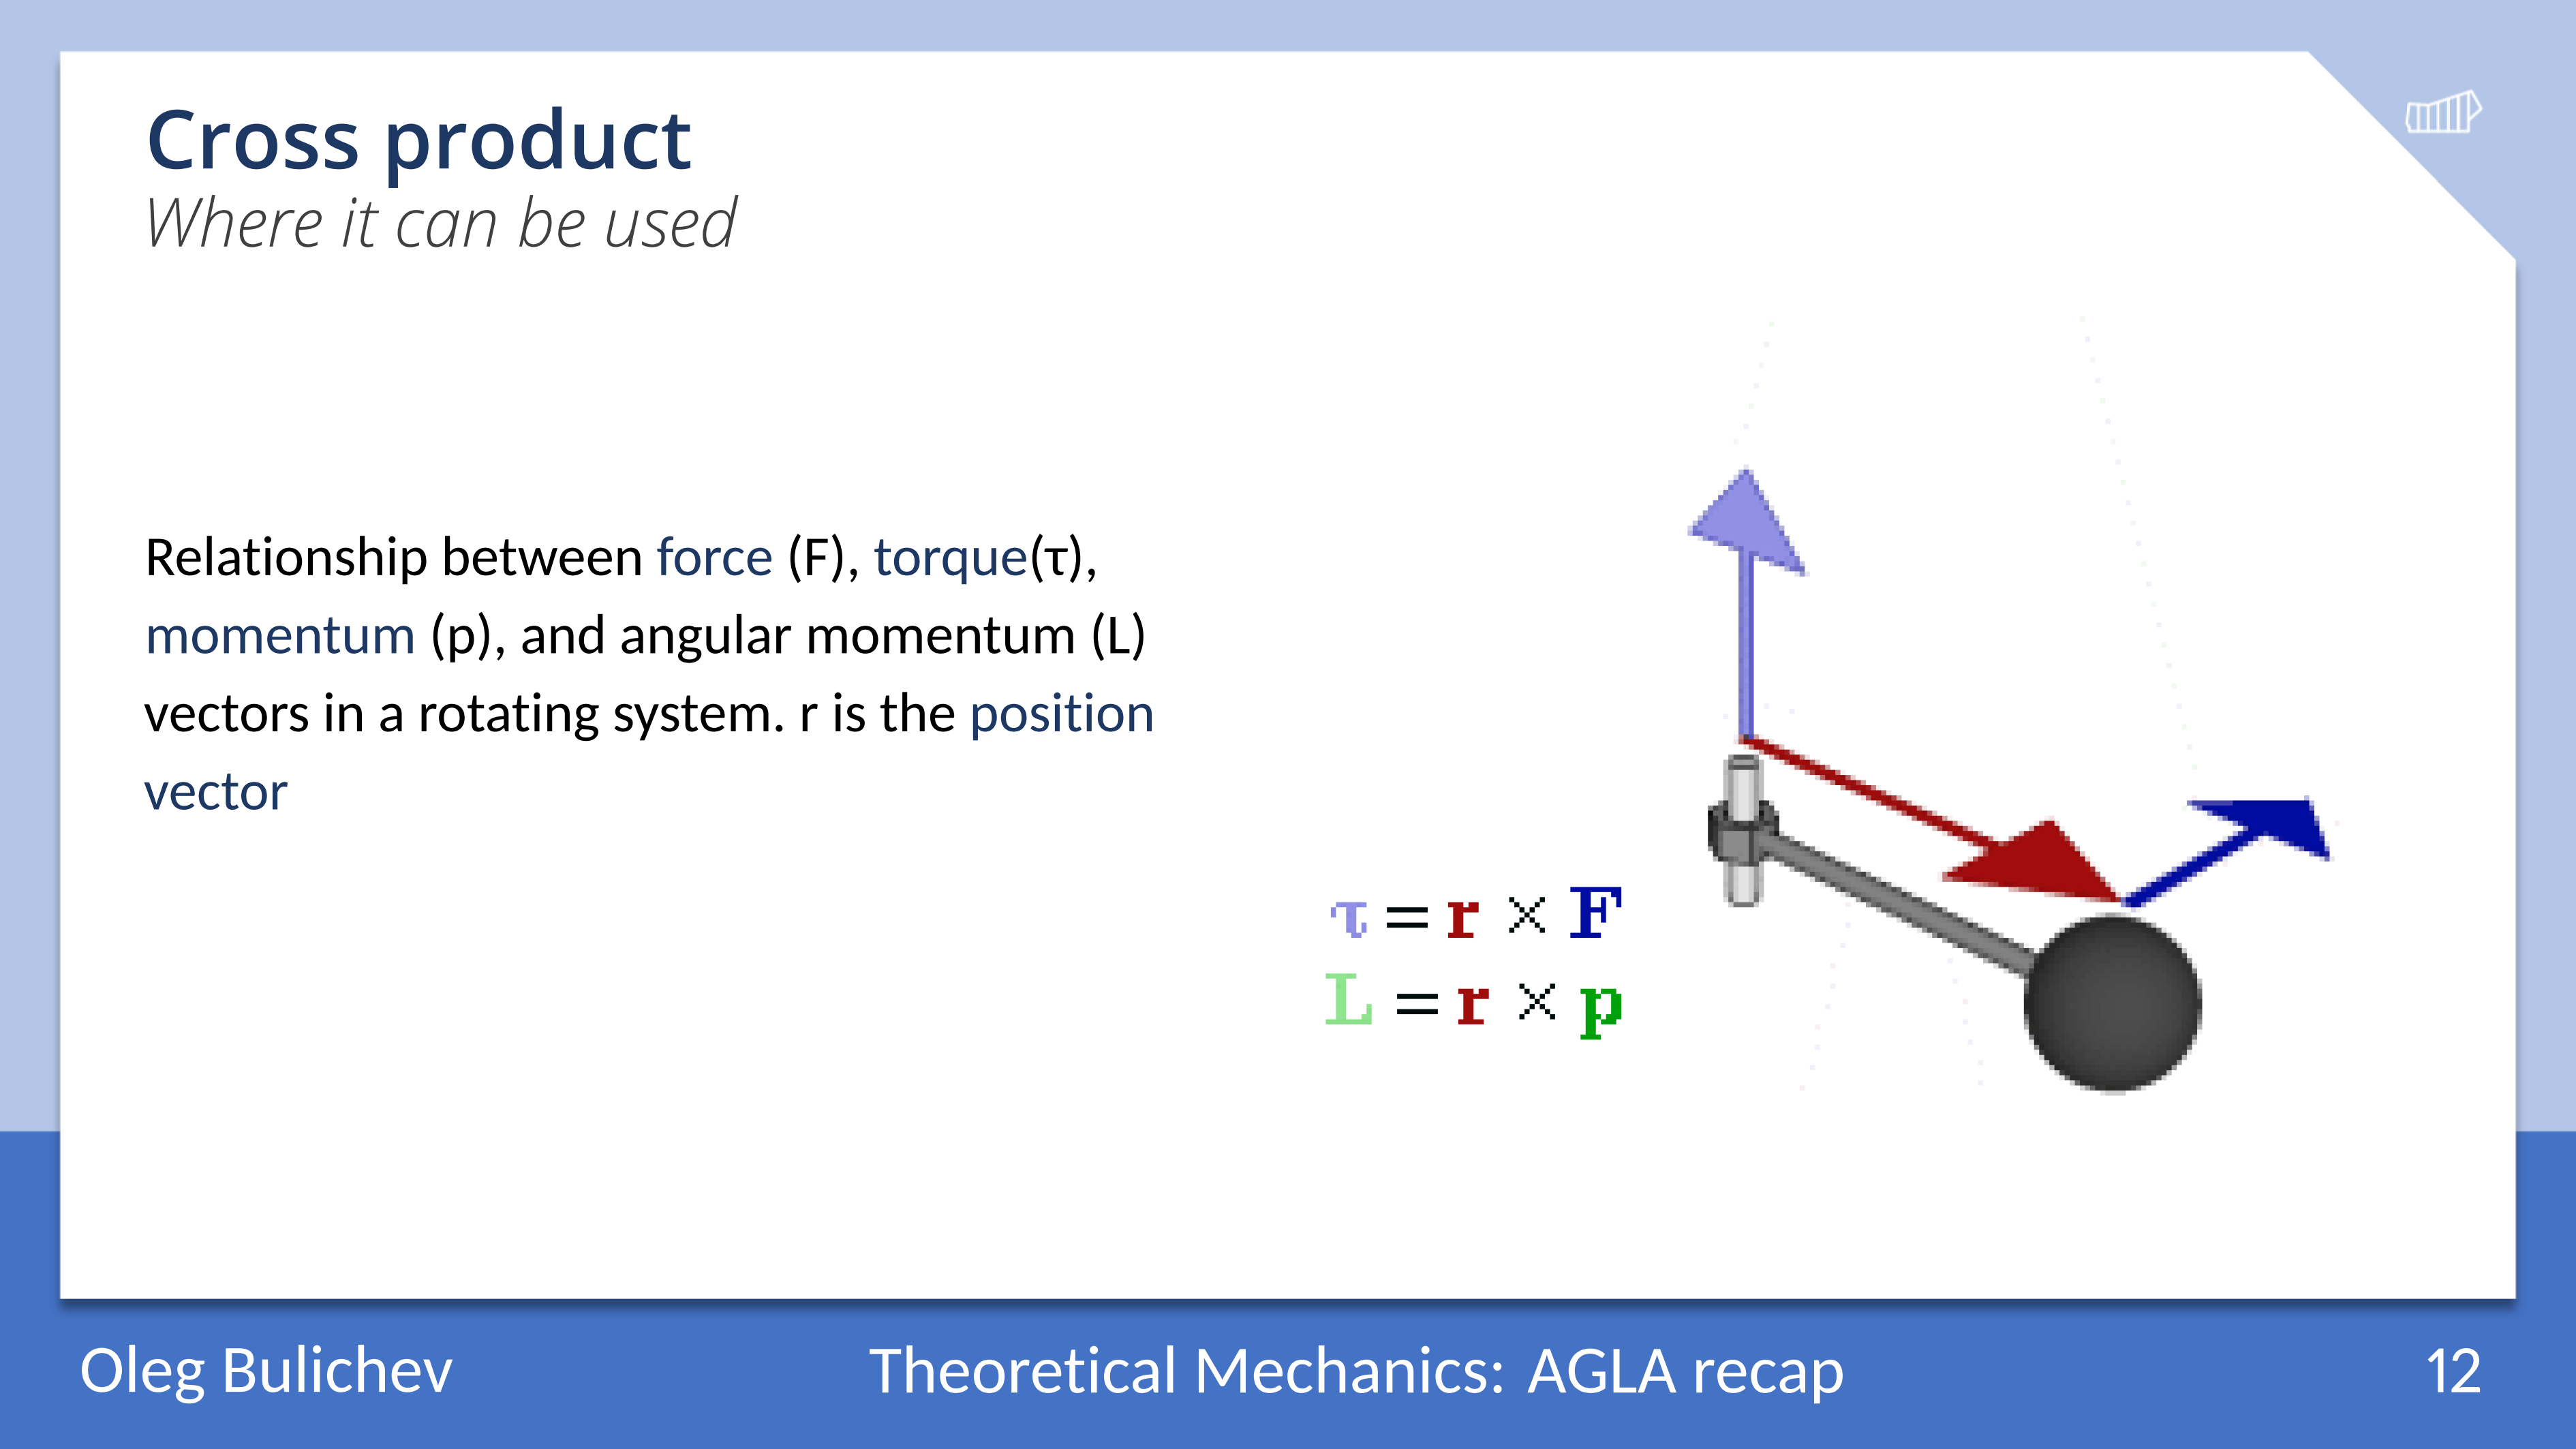 Cross product
Where it can be used
Relationship between force (F), torque(τ),
momentum (p), and angular momentum (L)
vectors in a rotating system. r is the position
vector
τ = r × F
L = r × p
Oleg Bulichev
Theoretical Mechanics: AGLA recap
12